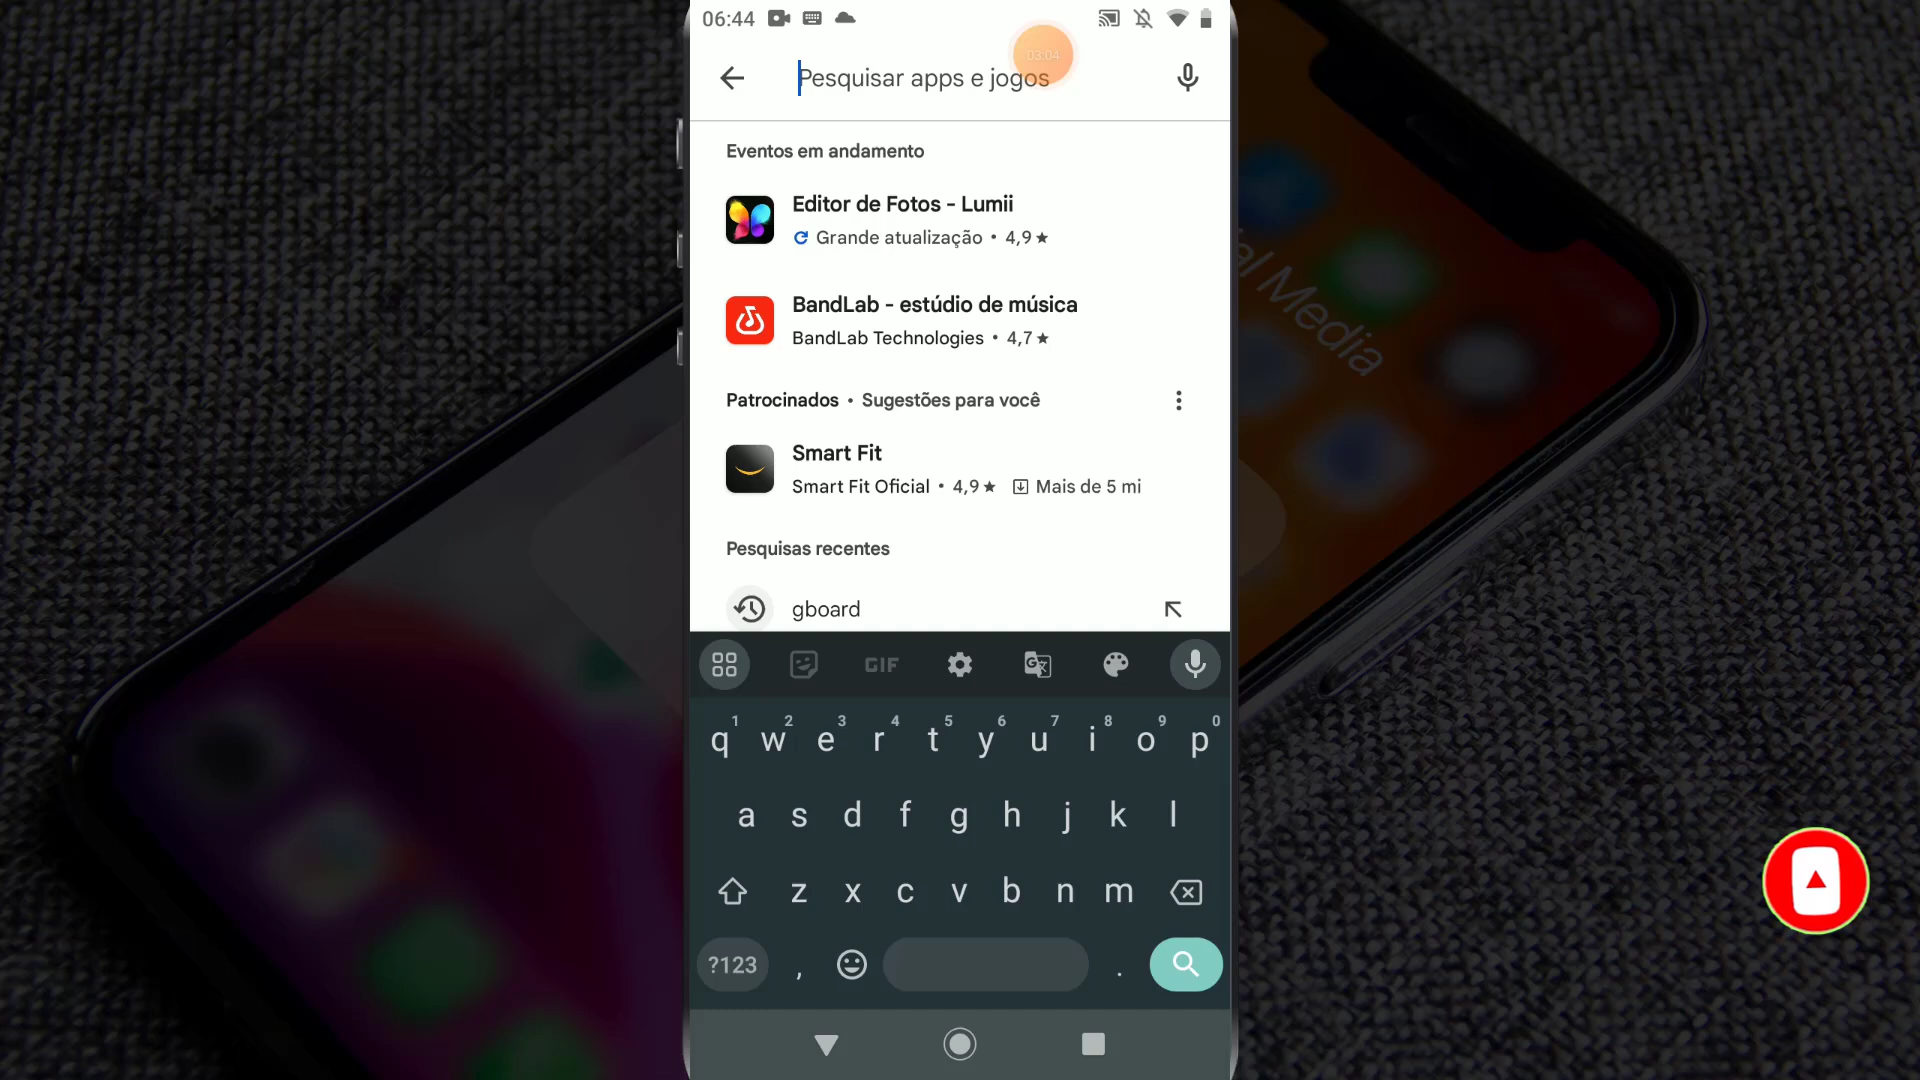 06:44
03:04
Pesquisar apps e jogos
Eventos em andamento
Editor de Fotos - Lumii
Grande atualização • 4,9 ★
BandLab - estúdio de música
BandLab Technologies • 4,7 ★
Patrocinados • Sugestões para você
Smart Fit
Smart Fit Oficial • 4,9 ★ Mais de 5 mi
Pesquisas recentes
gboard
GIF
1 2 3 4 5 6 7 8 9 0
q w e r t y u i o p
a s d f g h j k l
z x c v b n m
?123 , .
ial Media